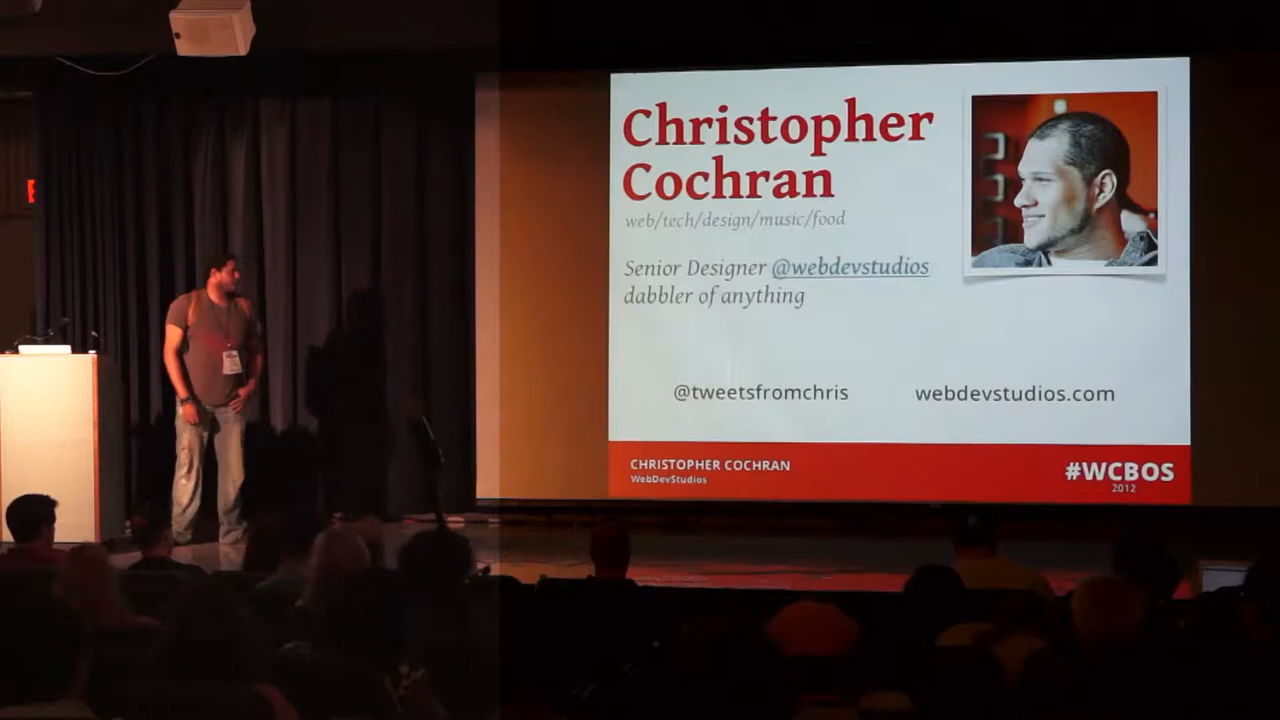 Christopher
Cochran
web/tech/design/music/food
Senior Designer @webdevstudios
dabbler of anything
@tweetsfromchris
webdevstudios.com
CHRISTOPHER COCHRAN
WebDevStudios
#WCBOS
2012